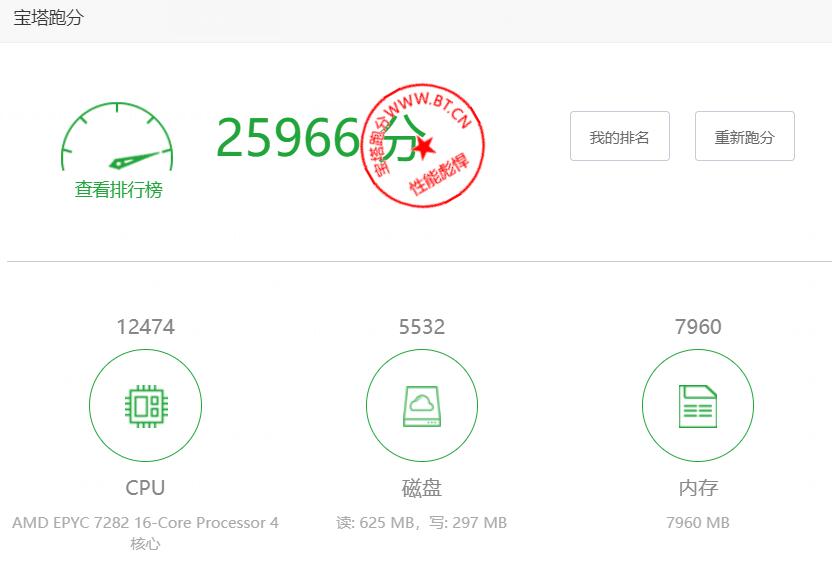 宝塔跑分
25966分
宝塔跑分WWW.BT.CN
性能彪悍
查看排行榜
我的排名
重新跑分
12474
5532
7960
CPU
磁盘
内存
AMD EPYC 7282 16-Core Processor 4
核心
读: 625 MB，写: 297 MB
7960 MB